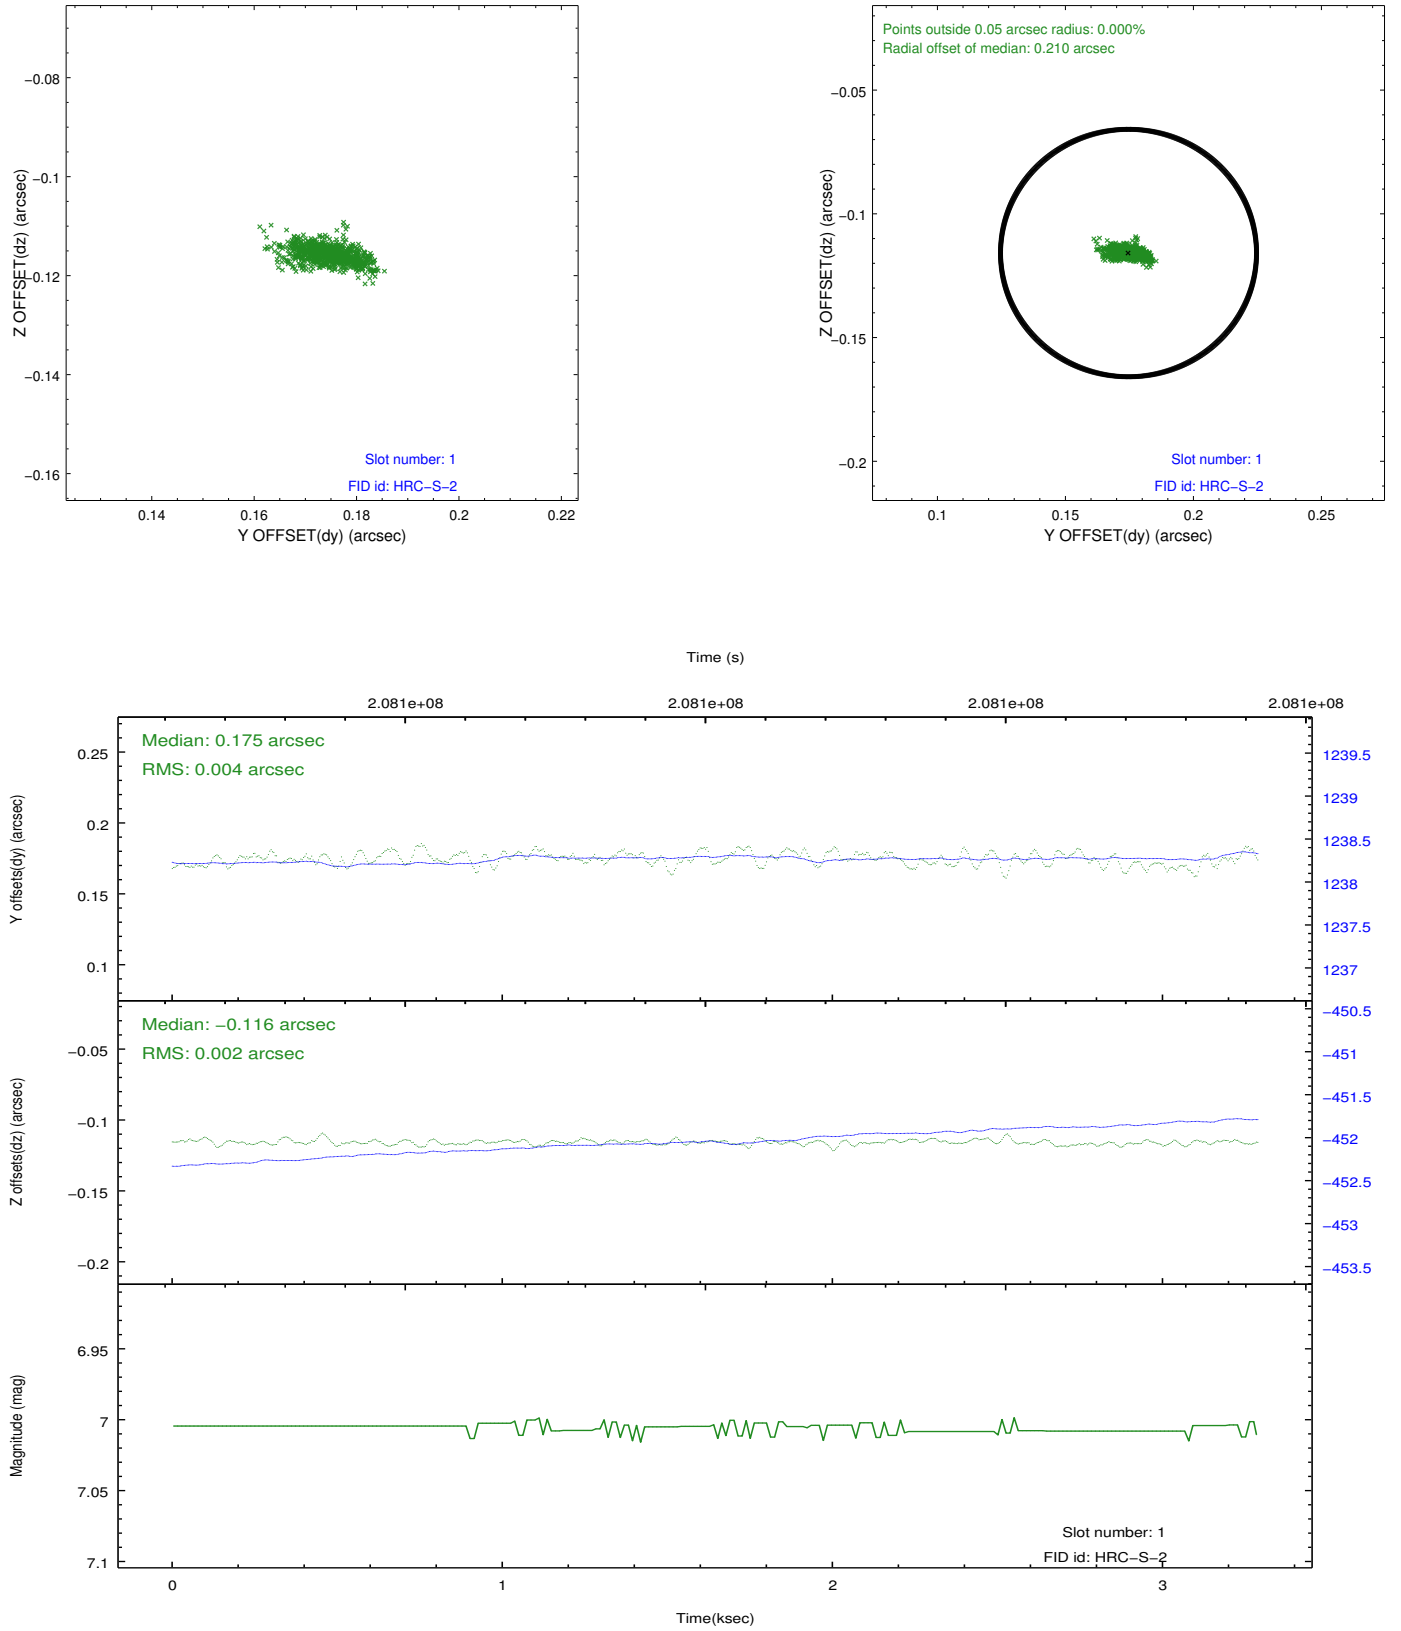 −0.08
−0.1
−0.12
−0.14
−0.16
Z OFFSET(dz) (arcsec)
Slot number: 1
FID id: HRC−S−2
0.14 0.16 0.18 0.2 0.22
Y OFFSET(dy) (arcsec)
Points outside 0.05 arcsec radius: 0.000%
Radial offset of median: 0.210 arcsec
−0.05
−0.1
−0.15
−0.2
Z OFFSET(dz) (arcsec)
Slot number: 1
FID id: HRC−S−2
0.1 0.15 0.2 0.25
Y OFFSET(dy) (arcsec)
Time (s)
2.081e+08 2.081e+08 2.081e+08 2.081e+08
Median: 0.175 arcsec
RMS: 0.004 arcsec
0.25
0.2
0.15
0.1
Y offsets(dy) (arcsec)
1239.5
1239
1238.5
1238
1237.5
1237
Median: −0.116 arcsec
RMS: 0.002 arcsec
−0.05
−0.1
−0.15
−0.2
Z offsets(dz) (arcsec)
−450.5
−451
−451.5
−452
−452.5
−453
−453.5
6.95
7
7.05
7.1
Magnitude (mag)
Slot number: 1
FID id: HRC−S−2
0 1 2 3
Time(ksec)